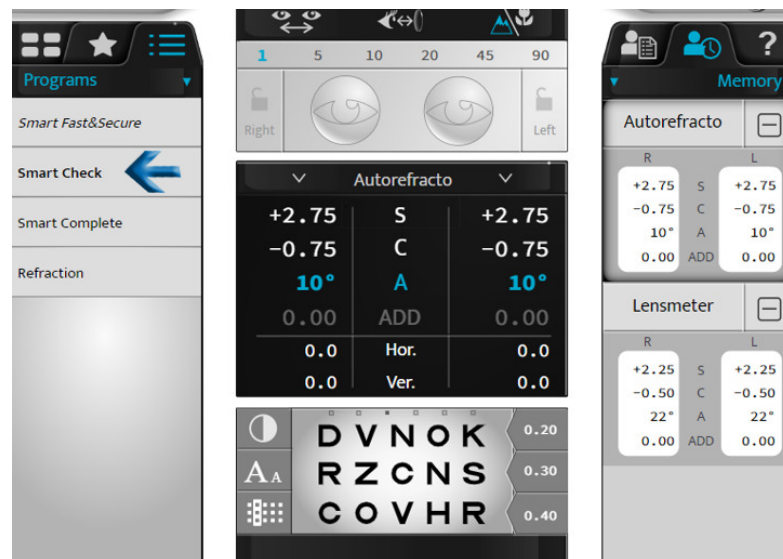 Programs
Smart Fast&Secure
Smart Check
Smart Complete
Refraction
1 5 10 20 45 90
Right Left
Autorefracto
+2.75 S +2.75
-0.75 C -0.75
10° A 10°
0.00 ADD 0.00
0.0 Hor. 0.0
0.0 Ver. 0.0
D V N O K 0.20
AA R Z C N S 0.30
C O V H R 0.40
?
Memory
Autorefracto
R L
+2.75 S +2.75
-0.75 C -0.75
10° A 10°
0.00 ADD 0.00
Lensmeter
R L
+2.25 S +2.25
-0.50 C -0.50
22° A 22°
0.00 ADD 0.00